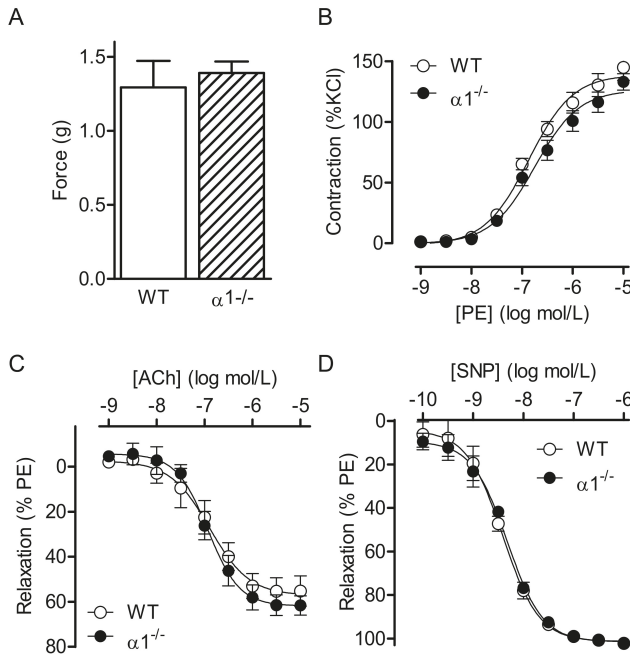 A
B
Force (g)
1.5
1.0
0.5
0.0
WT
α1-/-
Contraction (%KCl)
150
100
50
0
WT
α1-/-
-9
-8
-7
-6
-5
[PE] (log mol/L)
C
D
[ACh] (log mol/L)
-9
-8
-7
-6
-5
Relaxation (% PE)
0
20
40
60
80
WT
α1-/-
[SNP] (log mol/L)
-10
-9
-8
-7
-6
Relaxation (% PE)
0
20
40
60
80
100
WT
α1-/-